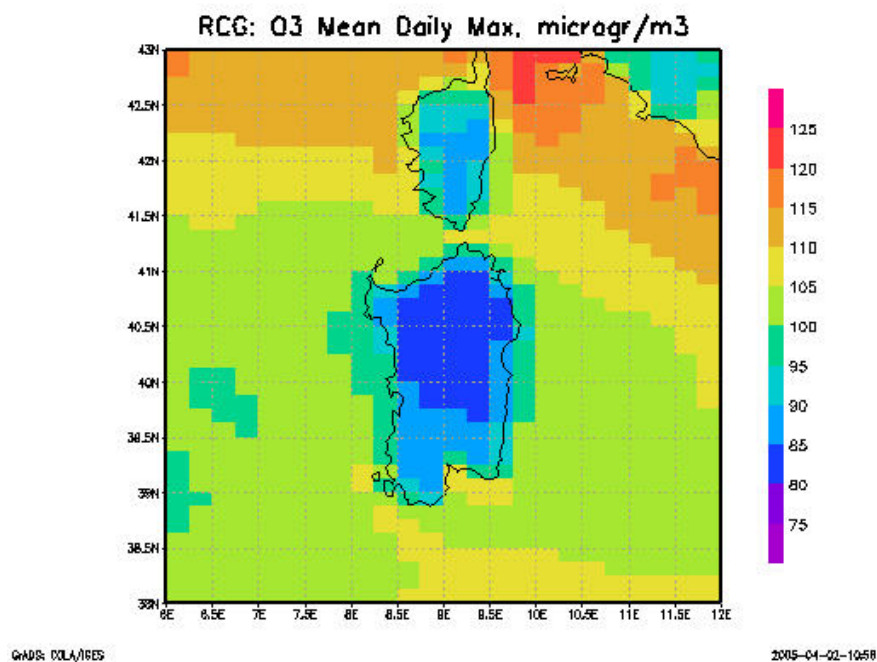 RCG: O3 Mean Daily Max, microgr/m3
43N
42.5N
42N
41.5N
41N
40.5N
40N
39.5N
39N
38.5N
38N
6E 6.5E 7E 7.5E 8E 8.5E 9E 9.5E 10E 10.5E 11E 11.5E 12E
125
120
115
110
105
100
95
90
85
80
75
GrADS: COLA/IGES
2005-04-02-10:58